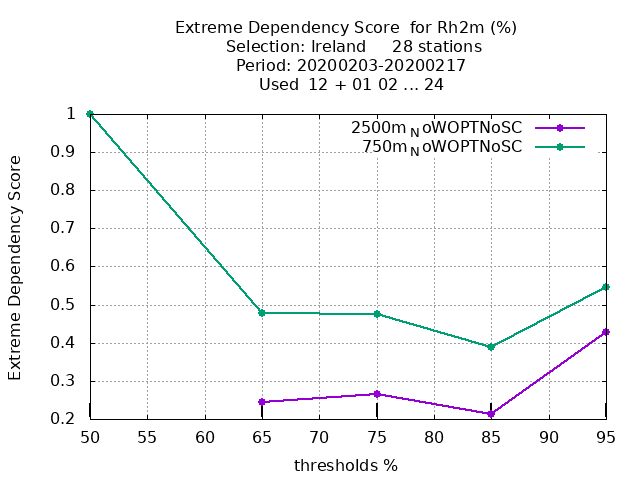 Extreme Dependency Score  for Rh2m (%)
Selection: Ireland     28 stations
Period: 20200203-20200217
Used  12 + 01 02 ... 24
Extreme Dependency Score
1
0.9
0.8
0.7
0.6
0.5
0.4
0.3
0.2
2500m_NoWOPTNoSC
750m_NoWOPTNoSC
50 55 60 65 70 75 80 85 90 95
thresholds %